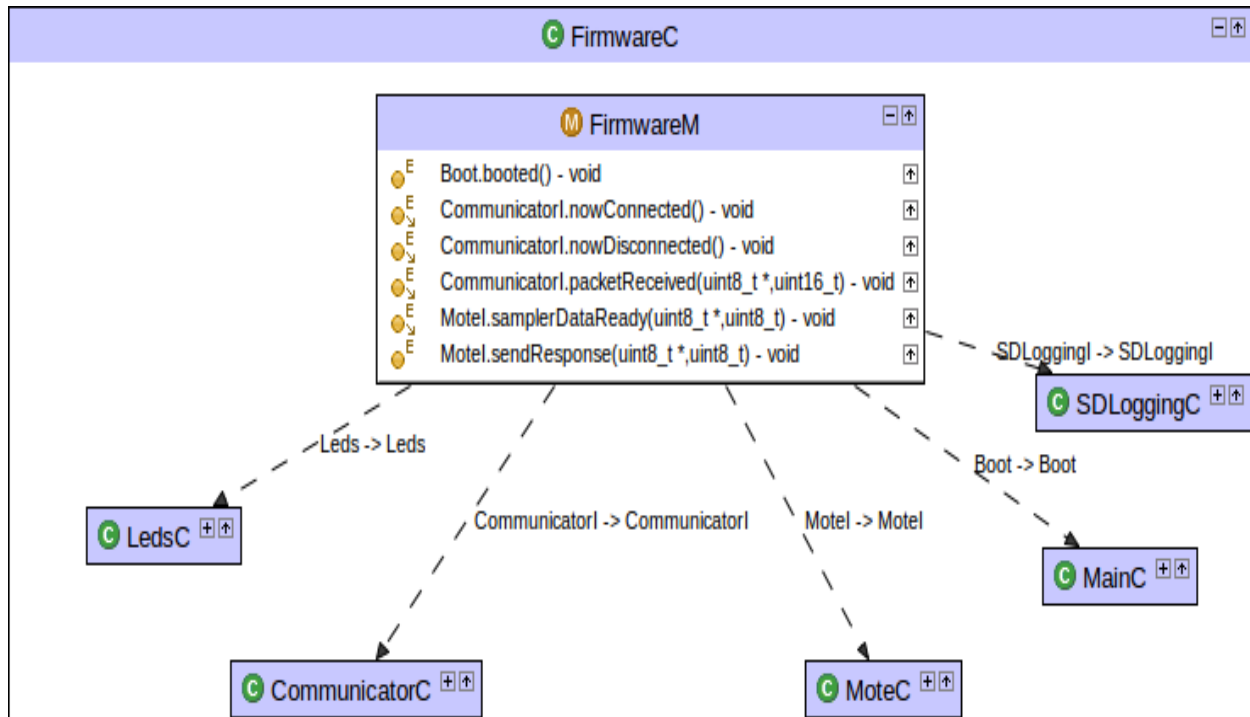 C FirmwareC
M FirmwareM
E Boot.booted() - void
E CommunicatorI.nowConnected() - void
E CommunicatorI.nowDisconnected() - void
E CommunicatorI.packetReceived(uint8_t *,uint16_t) - void
E MoteI.samplerDataReady(uint8_t *,uint8_t) - void
E MoteI.sendResponse(uint8_t *,uint8_t) - void
SDLoggingI -> SDLoggingI
C SDLoggingC
Leds -> Leds
Boot -> Boot
CommunicatorI -> CommunicatorI
MoteI -> MoteI
C LedsC
C MainC
C CommunicatorC
C MoteC